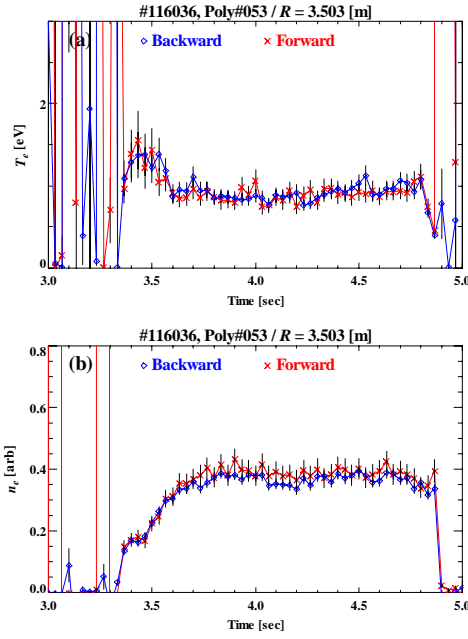 #116036, Poly#053 / R = 3.503 [m]
(a)
Backward
Forward
2
1
0
Te [eV]
3.0 3.5 4.0 4.5 5.0
Time [sec]
#116036, Poly#053 / R = 3.503 [m]
(b)
Backward
Forward
0.8
0.6
0.4
0.2
0.0
ne [arb]
3.0 3.5 4.0 4.5 5.0
Time [sec]